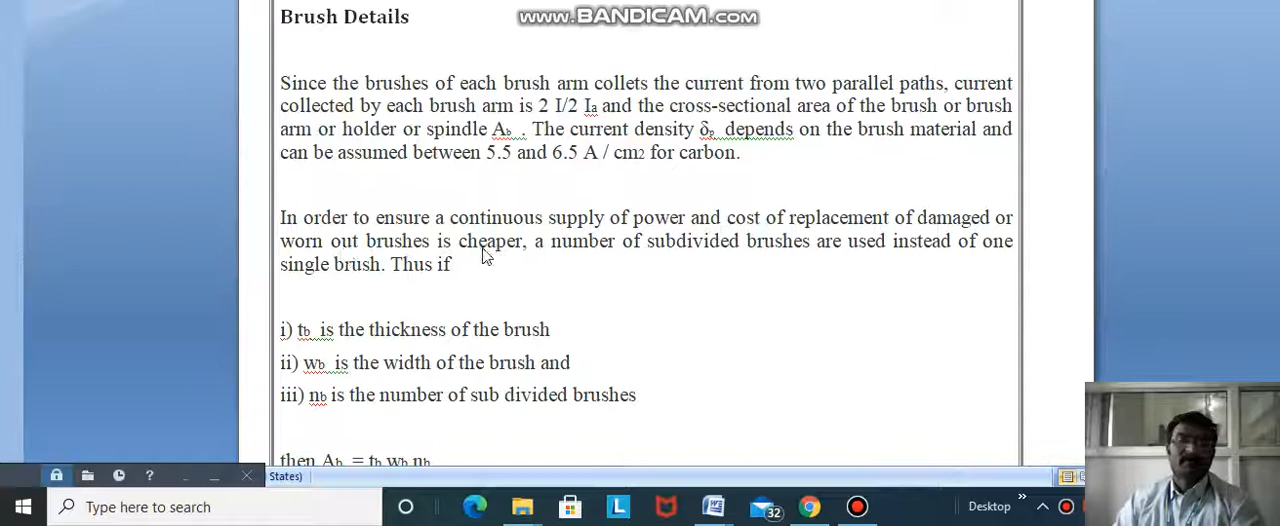 Brush Details
www.BANDICAM.com
Since the brushes of each brush arm collets the current from two parallel paths, current
collected by each brush arm is 2 I/2 Ia and the cross-sectional area of the brush or brush
arm or holder or spindle Ab . The current density δp depends on the brush material and
can be assumed between 5.5 and 6.5 A / cm2 for carbon.
In order to ensure a continuous supply of power and cost of replacement of damaged or
worn out brushes is cheaper, a number of subdivided brushes are used instead of one
single brush. Thus if
i) tb is the thickness of the brush
ii) wb is the width of the brush and
iii) nb is the number of sub divided brushes
then Ab = tb wb nb
States)
Type here to search
32
Desktop